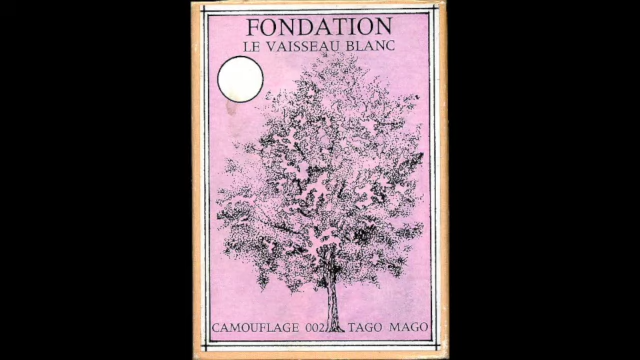 FONDATION
LE VAISSEAU BLANC
CAMOUFLAGE 002 TAGO MAGO